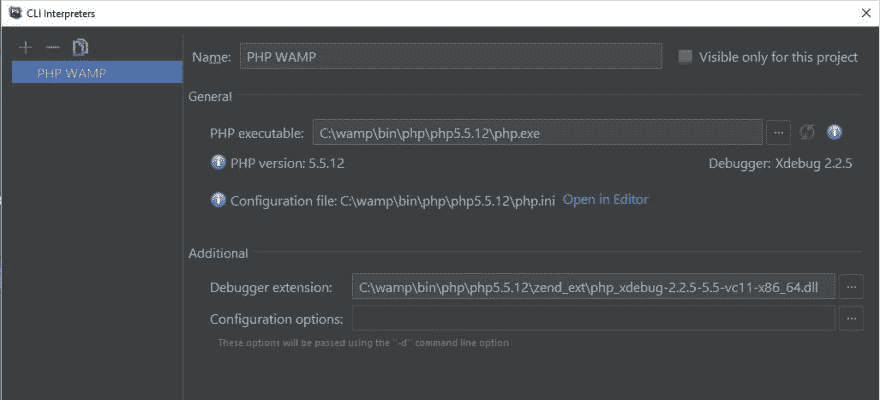 CLI Interpreters
PHP WAMP
Name: PHP WAMP Visible only for this project
General
PHP executable: C:\wamp\bin\php\php5.5.12\php.exe ...
PHP version: 5.5.12 Debugger: Xdebug 2.2.5
Configuration file: C:\wamp\bin\php\php5.5.12\php.ini Open in Editor
Additional
Debugger extension: C:\wamp\bin\php\php5.5.12\zend_ext\php_xdebug-2.2.5-5.5-vc11-x86_64.dll ...
Configuration options: ...
These options will be passed using the "-d" command line option